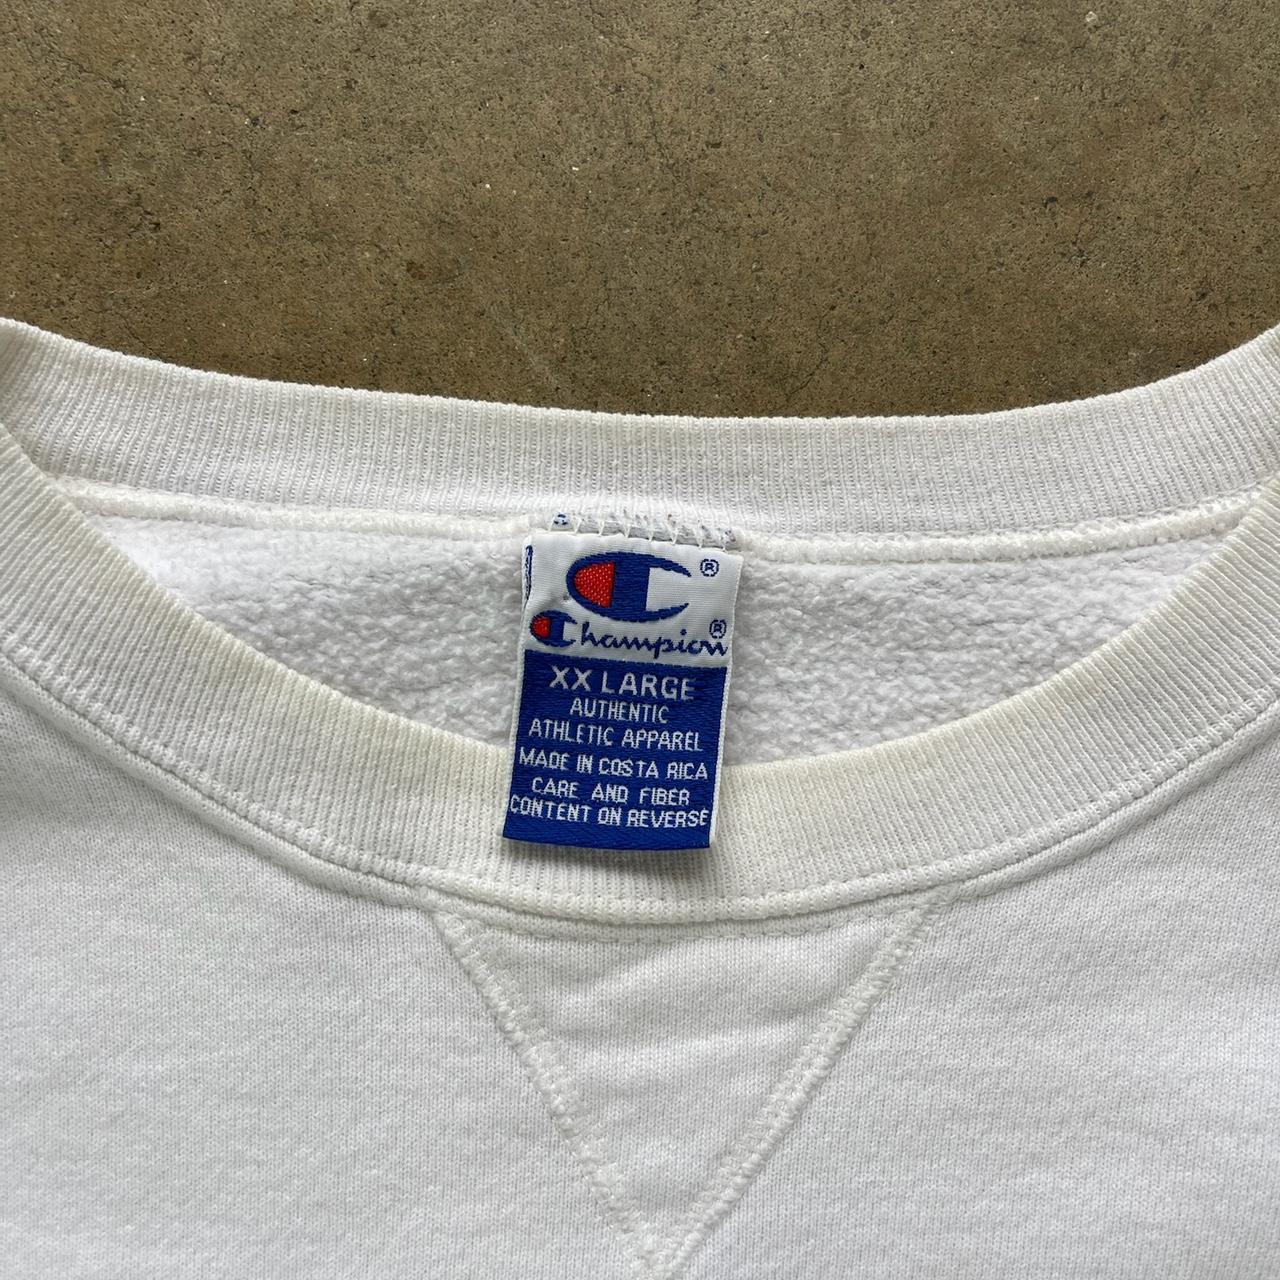 C ®
Champion ®
XX LARGE
AUTHENTIC
ATHLETIC APPAREL
MADE IN COSTA RICA
CARE AND FIBER
CONTENT ON REVERSE